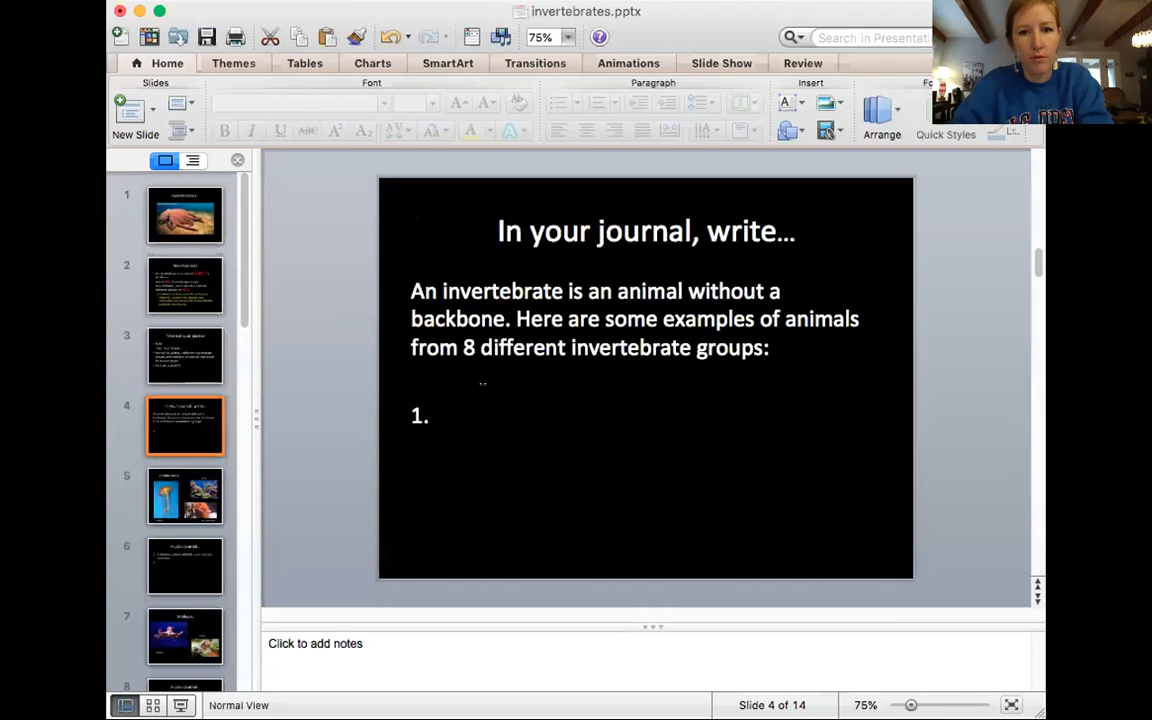 invertebrates.pptx
75%
Search in Presentati
Home
Themes
Tables
Charts
SmartArt
Transitions
Animations
Slide Show
Review
Slides
Font
Paragraph
Insert
New Slide
Arrange
Quick Styles
1
2
3
4
5
6
7
8
In your journal, write...
An invertebrate is an animal without a
backbone. Here are some examples of animals
from 8 different invertebrate groups:
1.
Click to add notes
Normal View
Slide 4 of 14
75%